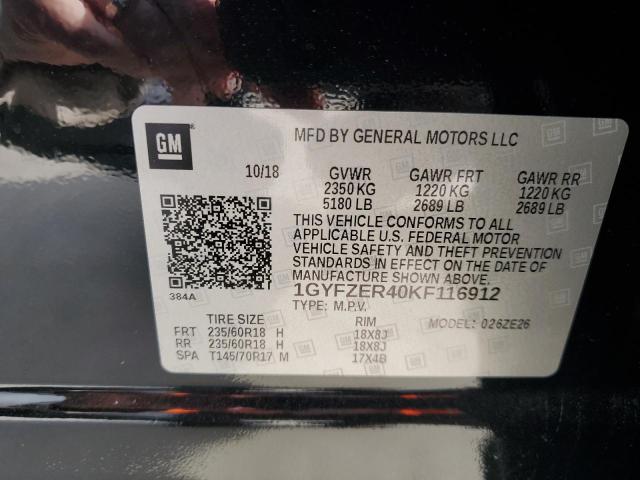 GM
MFD BY GENERAL MOTORS LLC
10/18
GVWR GAWR FRT GAWR RR
2350 KG 1220 KG 1220 KG
5180 LB 2689 LB 2689 LB
THIS VEHICLE CONFORMS TO ALL
APPLICABLE U.S. FEDERAL MOTOR
VEHICLE SAFETY AND THEFT PREVENTION
STANDARDS IN EFFECT ON THE DATE OF
MANUFACTURE SHOWN ABOVE.
384A
1GYFZER40KF116912
TYPE: M.P.V. MODEL: 026ZE26
TIRE SIZE RIM
FRT 235/60R18 H 18X8J
RR 235/60R18 H 18X8J
SPA T145/70R17 M 17X4B